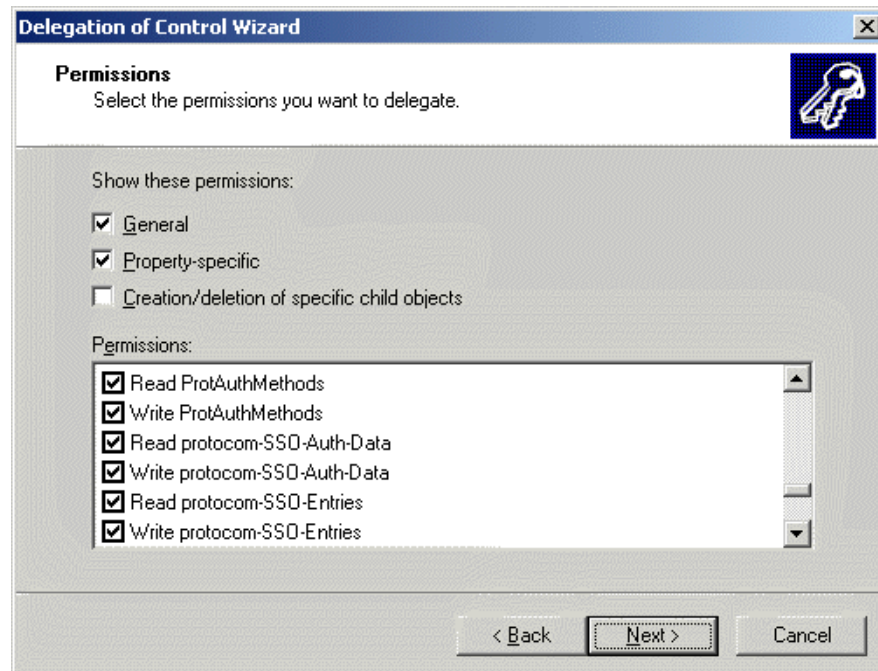 Delegation of Control Wizard
Permissions
Select the permissions you want to delegate.
Show these permissions:
General
Property-specific
Creation/deletion of specific child objects
Permissions:
Read ProtAuthMethods
Write ProtAuthMethods
Read protocom-SSO-Auth-Data
Write protocom-SSO-Auth-Data
Read protocom-SSO-Entries
Write protocom-SSO-Entries
< Back Next > Cancel